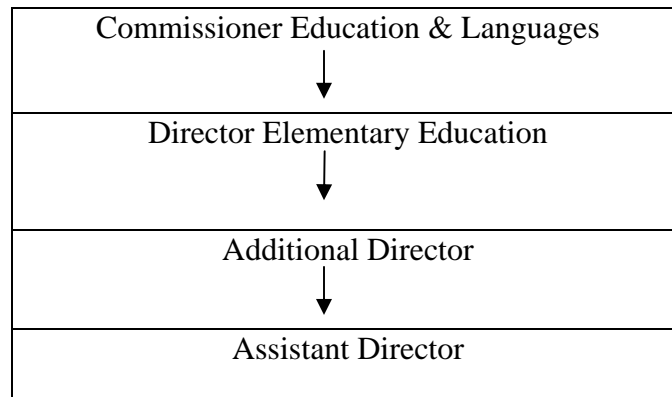 Commissioner Education & Languages
Director Elementary Education
Additional Director
Assistant Director